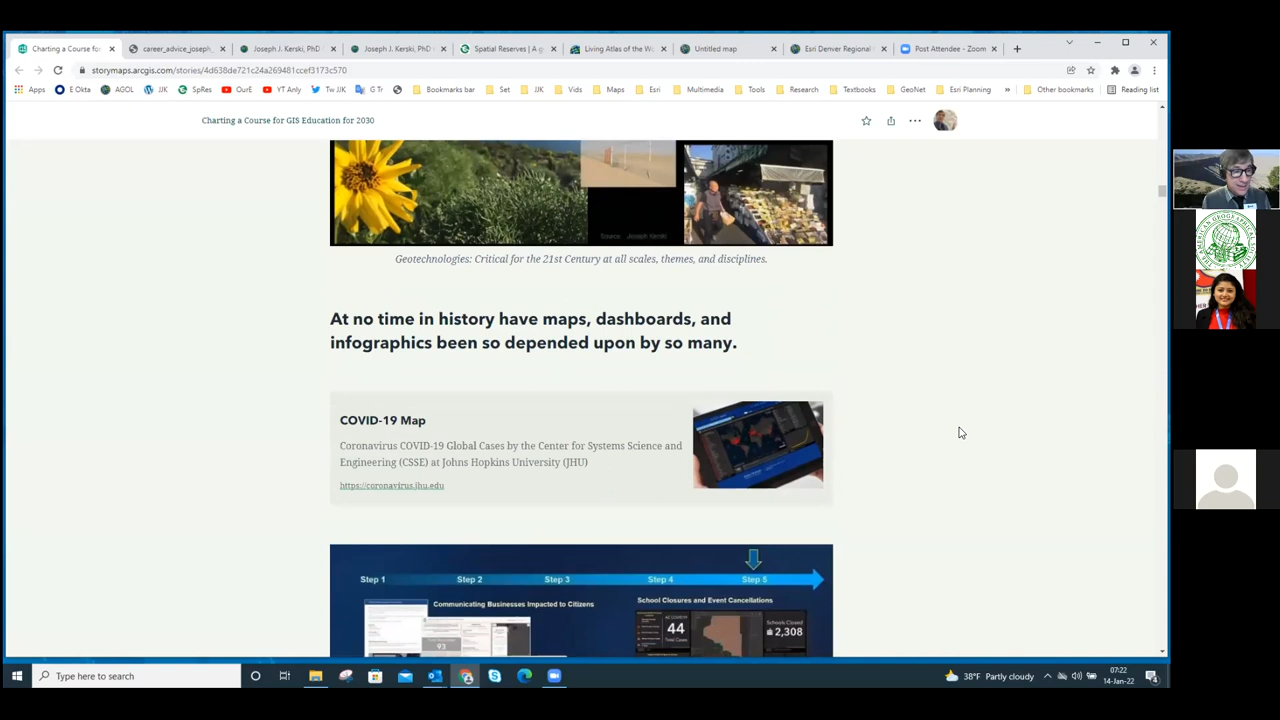 Charting a Course for
career_advice_joseph_
Joseph J. Kerski, PhD
Joseph J. Kerski, PhD
Spatial Reserves | A g
Living Atlas of the Wo
Untitled map
Esri Denver Regional
Post Attendee - Zoom
storymaps.arcgis.com/stories/4d638de721c24a269481ccef3173c570
Apps E Okta AGOL JJK SpRes OurE YT Anly Tw JJK G Tr Bookmarks bar Set JJK Vids Maps Esri Multimedia Tools Research Textbooks GeoNet Esri Planning » Other bookmarks Reading list
Charting a Course for GIS Education for 2030
Source: Joseph Kerski
Geotechnologies: Critical for the 21st Century at all scales, themes, and disciplines.
At no time in history have maps, dashboards, and
infographics been so depended upon by so many.
COVID-19 Map
Coronavirus COVID-19 Global Cases by the Center for Systems Science and
Engineering (CSSE) at Johns Hopkins University (JHU)
https://coronavirus.jhu.edu
Step 1 Step 2 Step 3 Step 4 Step 5
Communicating Businesses Impacted to Citizens
School Closures and Event Cancellations
93
44
Total Cases
Schools Closed
2,308
Type here to search
38°F Partly cloudy
07:22
14-Jan-22
4